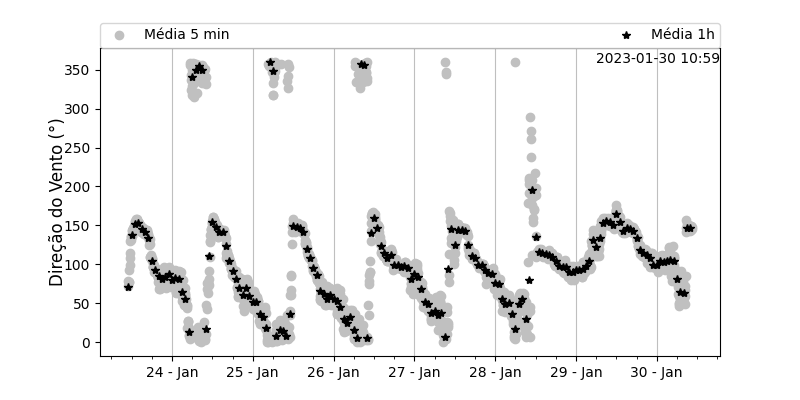 Média 5 min
Média 1h
2023-01-30 10:59
Direção do Vento (°)
350
300
250
200
150
100
50
0
24 - Jan
25 - Jan
26 - Jan
27 - Jan
28 - Jan
29 - Jan
30 - Jan